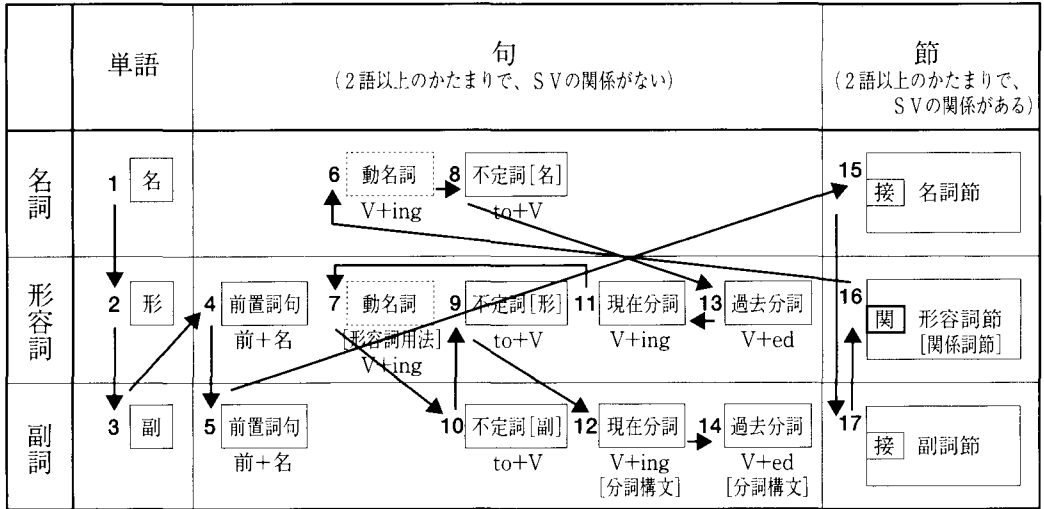 単語
句
(2語以上のかたまりで、SVの関係がない)
節
(2語以上のかたまりで、
SVの関係がある)
名詞
1 名
6 動名詞
V+ing
8 不定詞[名]
to+V
15 接 名詞節
形容詞
2 形
4 前置詞句
前+名
7 動名詞
[形容詞用法]
V+ing
9 不定詞[形]
to+V
11 現在分詞
V+ing
13 過去分詞
V+ed
16 関 形容詞節
[関係詞節]
副詞
3 副
5 前置詞句
前+名
10 不定詞[副]
to+V
12 現在分詞
V+ing
[分詞構文]
14 過去分詞
V+ed
[分詞構文]
17 接 副詞節